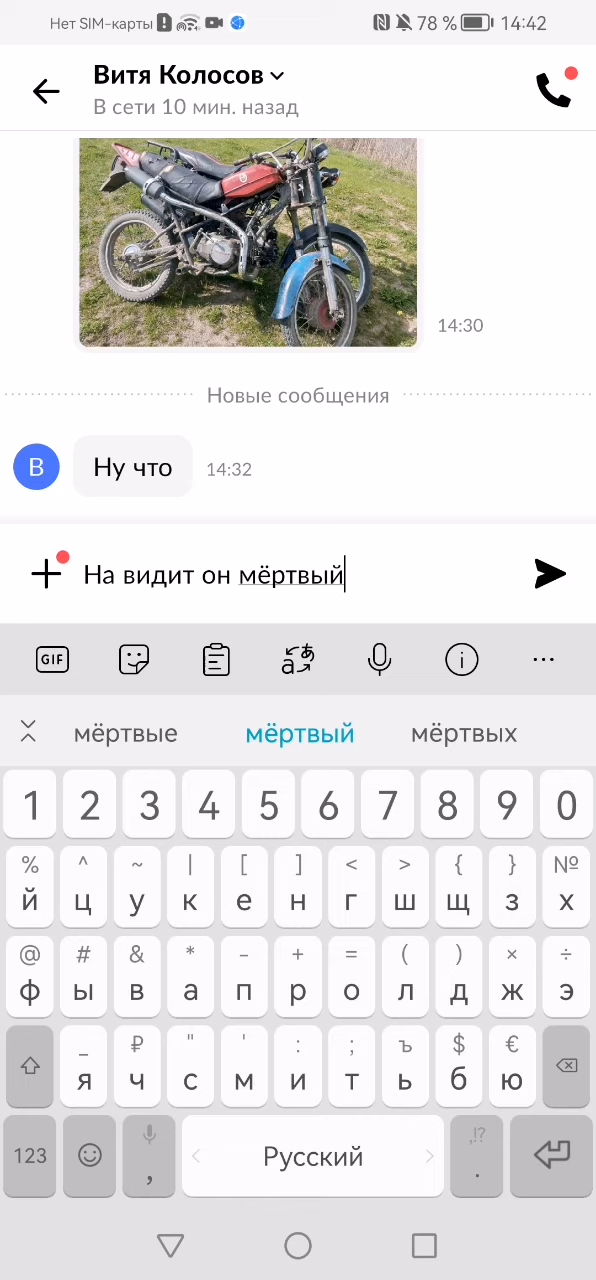 Нет SIM-карты 78 % 14:42
Витя Колосов
В сети 10 мин. назад
14:30
Новые сообщения
В Ну что 14:32
На видит он мёртвый
GIF
мёртвые мёртвый мёртвых
1 2 3 4 5 6 7 8 9 0
% ^ ~ | [ ] < > { } №
й ц у к е н г ш щ з х
@ # & * - + = ( ) × ÷
ф ы в а п р о л д ж э
_ ₽ " ' : ; ъ $ €
я ч с м и т ь б ю
,!?
123 , Русский .